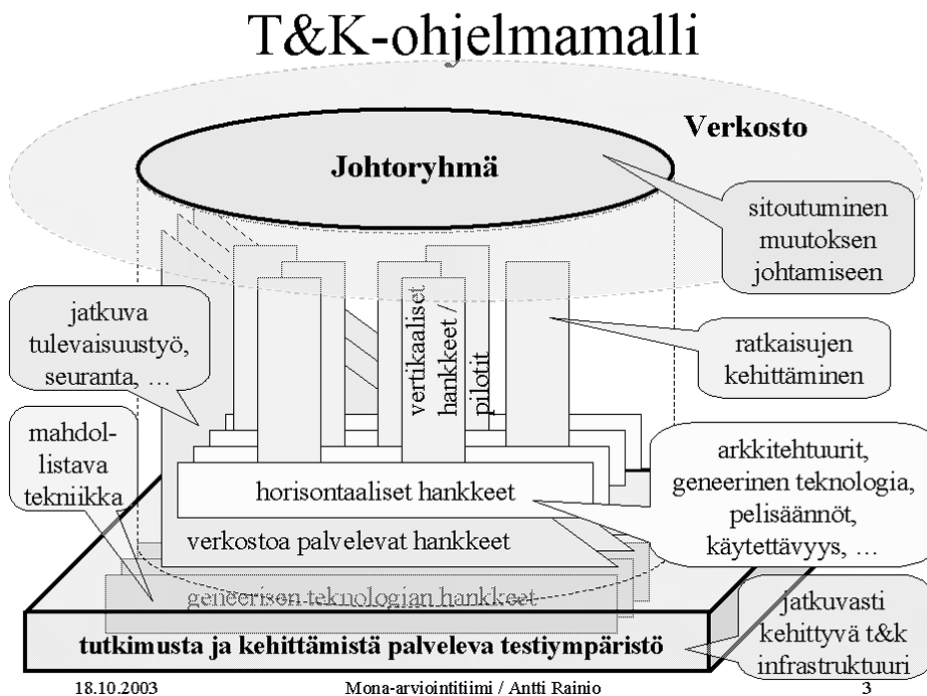 T&K-ohjelmamalli
Verkosto
Johtoryhmä
sitoutuminen
muutoksen
johtamiseen
jatkuva
tulevaisuustyö,
seuranta, ...
vertikaaliset
hankkeet /
pilotit
ratkaisujen
kehittäminen
mahdol-
listava
tekniikka
arkkitehtuurit,
geneerinen teknologia,
pelisäännöt,
käytettävyys, ...
horisontaaliset hankkeet
verkostoa palvelevat hankkeet
geneerisen teknologian hankkeet
jatkuvasti
kehittyvä t&k
infrastruktuuri
tutkimusta ja kehittämistä palveleva testiympäristö
18.10.2003
Mona-arviointitiimi / Antti Rainio
3